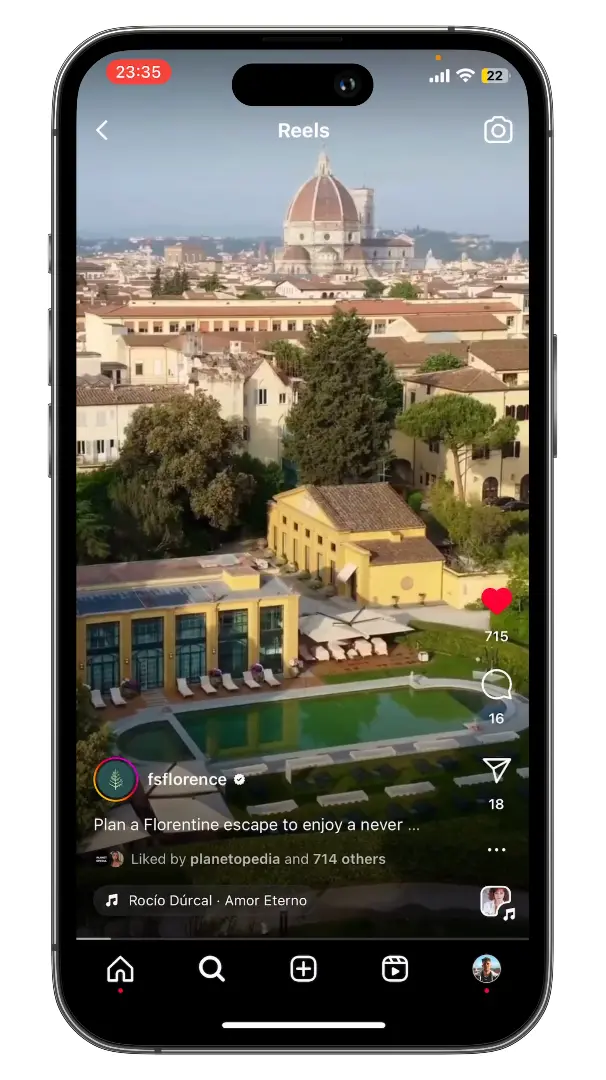 23:35
22
Reels
715
16
fsflorence
18
Plan a Florentine escape to enjoy a never ...
Liked by planetopedia and 714 others
Rocío Dúrcal · Amor Eterno